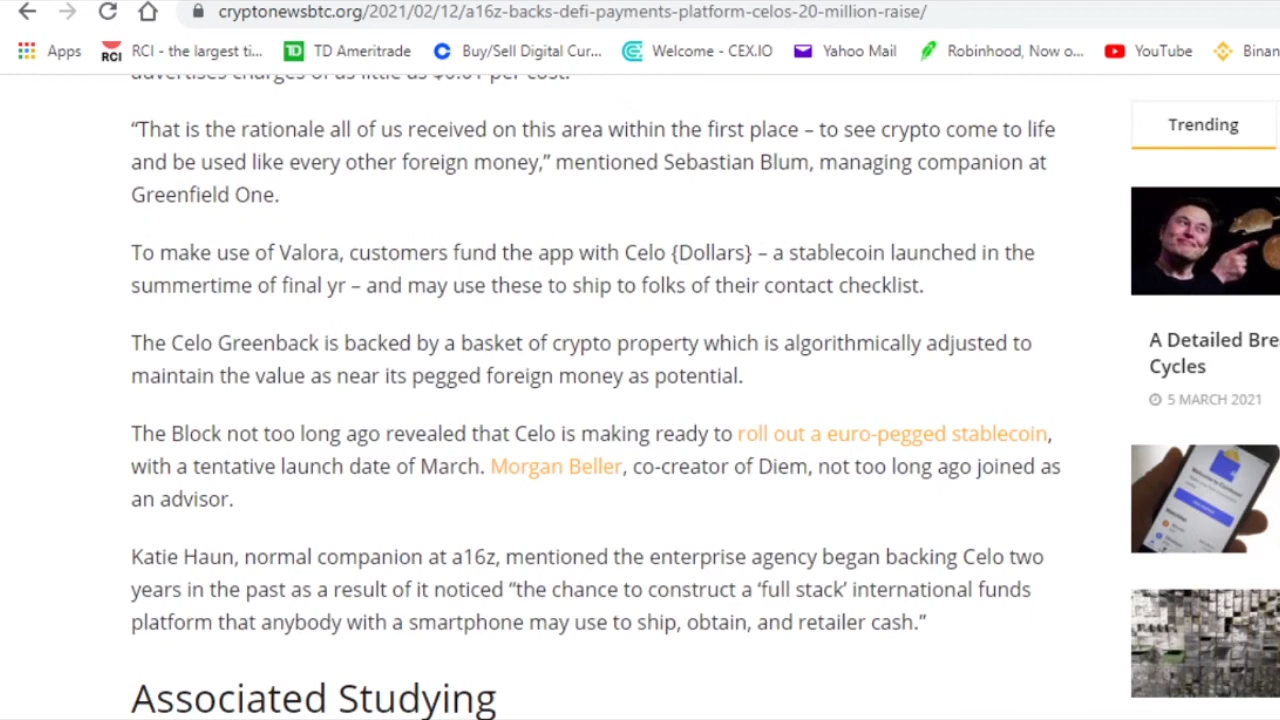 cryptonewsbtc.org/2021/02/12/a16z-backs-defi-payments-platform-celos-20-million-raise/
Apps RCI - the largest ti... TD Ameritrade Buy/Sell Digital Cur... Welcome - CEX.IO Yahoo Mail Robinhood, Now o... YouTube Binan
advertises charges of as little as $0.01 per cost.
“That is the rationale all of us received on this area within the first place – to see crypto come to life
and be used like every other foreign money,” mentioned Sebastian Blum, managing companion at
Greenfield One.
To make use of Valora, customers fund the app with Celo {Dollars} – a stablecoin launched in the
summertime of final yr – and may use these to ship to folks of their contact checklist.
The Celo Greenback is backed by a basket of crypto property which is algorithmically adjusted to
maintain the value as near its pegged foreign money as potential.
The Block not too long ago revealed that Celo is making ready to roll out a euro-pegged stablecoin,
with a tentative launch date of March. Morgan Beller, co-creator of Diem, not too long ago joined as
an advisor.
Katie Haun, normal companion at a16z, mentioned the enterprise agency began backing Celo two
years in the past as a result of it noticed “the chance to construct a ‘full stack’ international funds
platform that anybody with a smartphone may use to ship, obtain, and retailer cash.”
Associated Studying
Trending
A Detailed Bre
Cycles
5 MARCH 2021